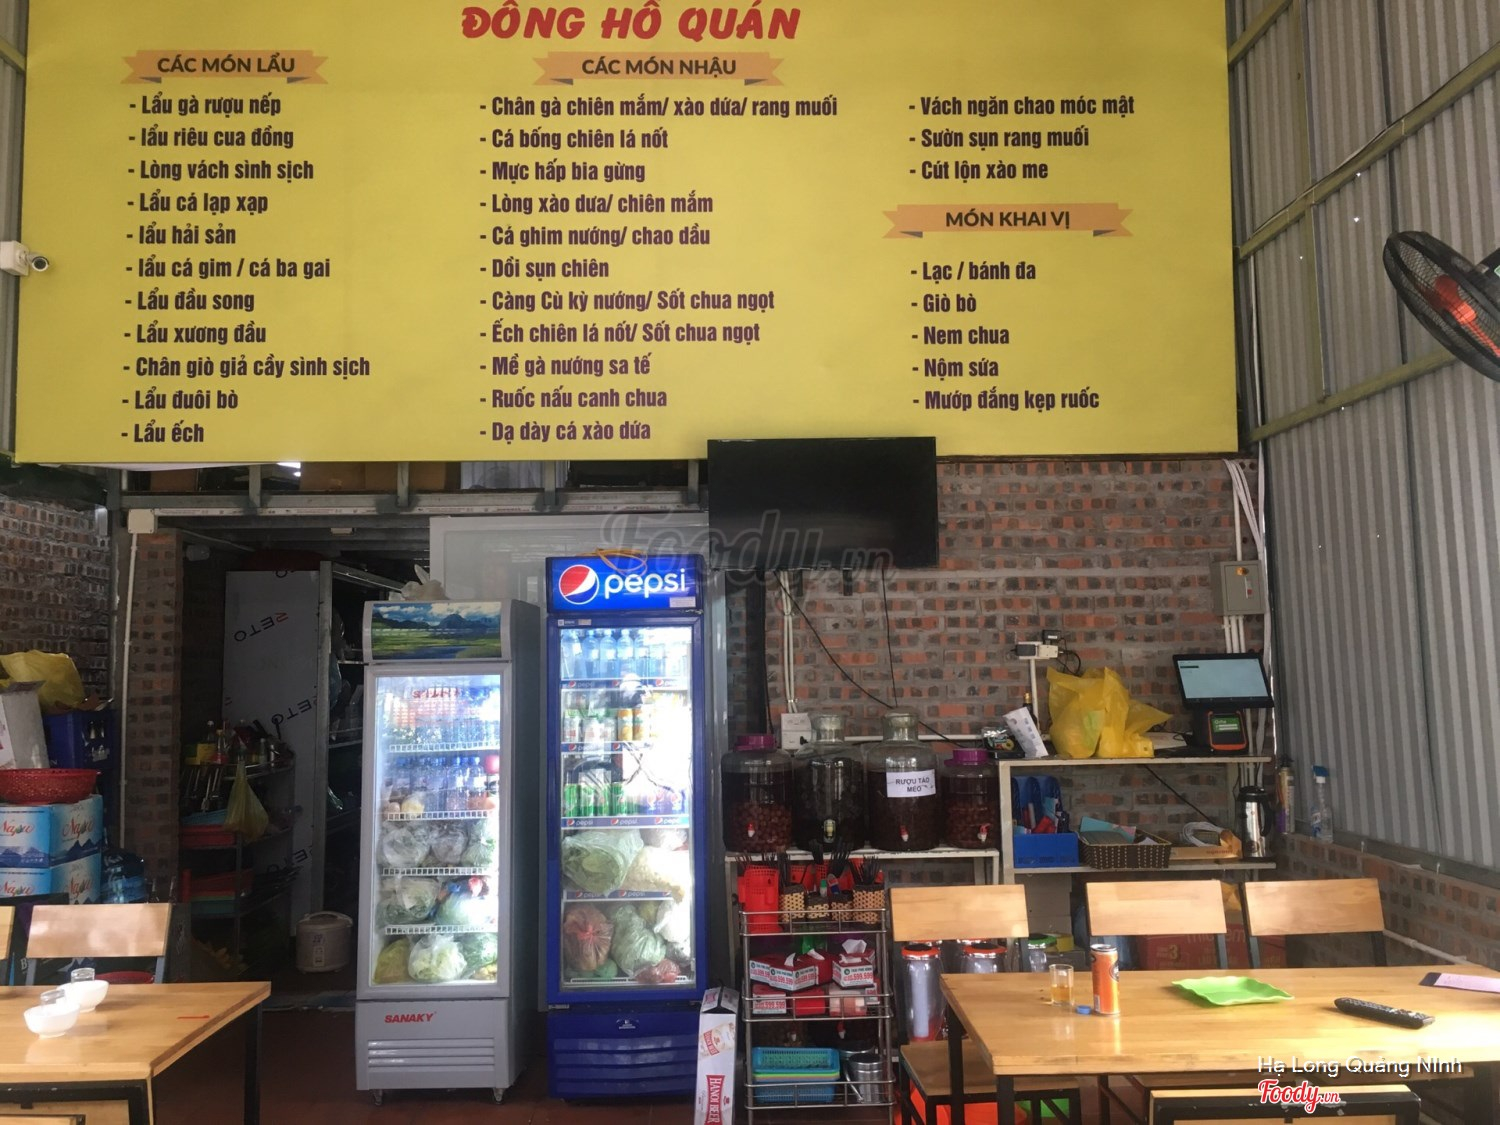 ĐÔNG HỒ QUÁN
CÁC MÓN LẨU
- Lẩu gà rượu nếp
- lẩu riêu cua đồng
- Lòng vách sình sịch
- Lẩu cá lạp xạp
- lẩu hải sản
- lẩu cá gim / cá ba gai
- Lẩu đầu song
- Lẩu xương đầu
- Chân giò giả cầy sình sịch
- Lẩu đuôi bò
- Lẩu ếch
CÁC MÓN NHẬU
- Chân gà chiên mắm/ xào dứa/ rang muối
- Cá bống chiên lá nốt
- Mực hấp bia gừng
- Lòng xào dưa/ chiên mắm
- Cá ghim nướng/ chao dầu
- Dồi sụn chiên
- Càng Cù kỳ nướng/ Sốt chua ngọt
- Ếch chiên lá nốt/ Sốt chua ngọt
- Mề gà nướng sa tế
- Ruốc nấu canh chua
- Dạ dày cá xào dứa
- Vách ngăn chao móc mật
- Sườn sụn rang muối
- Cút lộn xào me
MÓN KHAI VỊ
- Lạc / bánh đa
- Giò bò
- Nem chua
- Nộm sứa
- Mướp đắng kẹp ruốc
Foody.vn
pepsi
SETO
SETO
RƯỢU TÁO
MÈO
SANAKY
HANOI BEER
Hạ Long Quảng NInh
Foody.vn